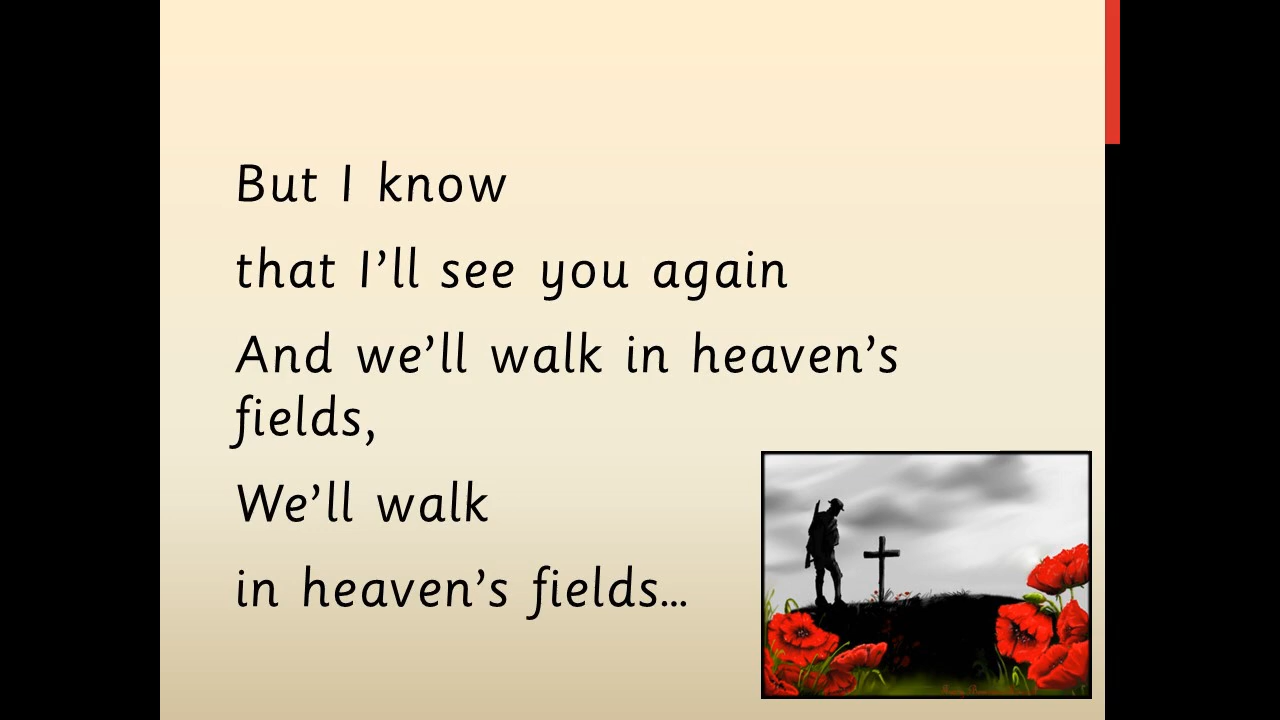 But I know
that I’ll see you again
And we’ll walk in heaven’s
fields,
We’ll walk
in heaven’s fields…